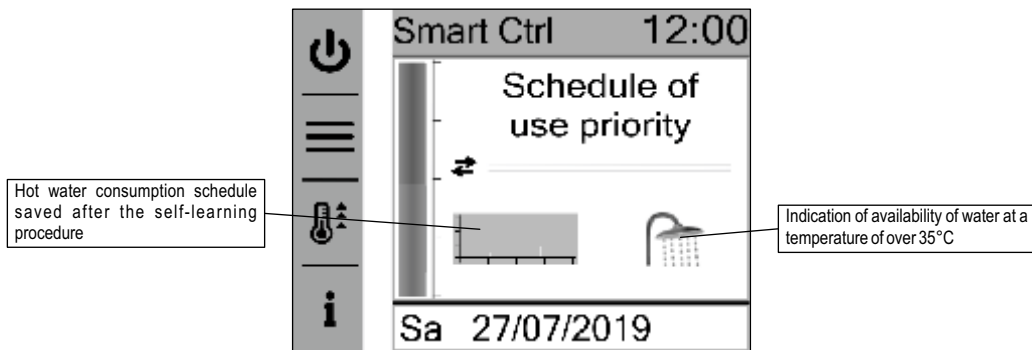 Smart Ctrl 12:00
Schedule of
use priority
Hot water consumption schedule
saved after the self-learning
procedure
Indication of availability of water at a
temperature of over 35°C
i
Sa 27/07/2019